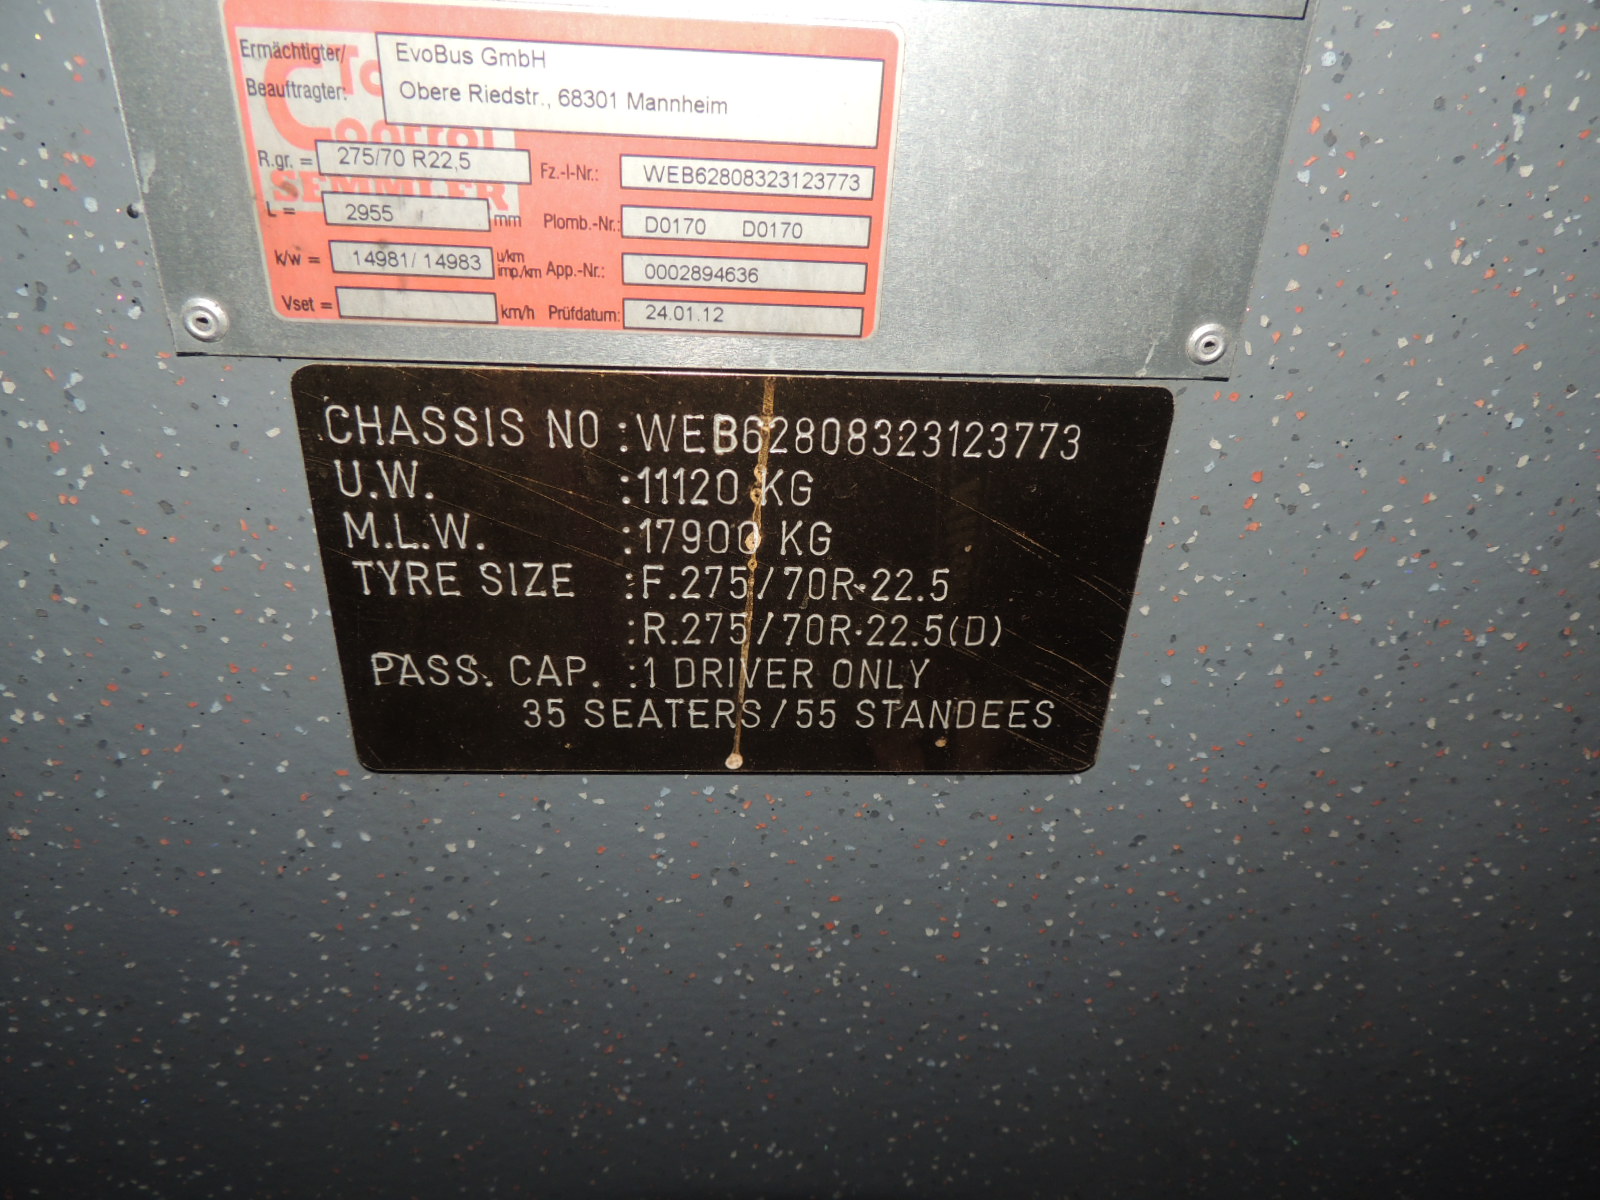 Ermächtigter/ EvoBus GmbH
Beauftragter: Obere Riedstr., 68301 Mannheim
Control
SEMMLER
R.gr. = 275/70 R22,5 Fz.-I-Nr.: WEB62808323123773
L = 2955 mm Plomb.-Nr.: D0170 D0170
k/w = 14981/ 14983 u/km imp./km App.-Nr.: 0002894636
Vset = km/h Prüfdatum: 24.01.12
CHASSIS NO :WEB62808323123773
U.W. :11120 KG
M.L.W. :17900 KG
TYRE SIZE :F.275/70R·22.5
:R.275/70R·22.5(D)
PASS. CAP. :1 DRIVER ONLY
35 SEATERS/55 STANDEES